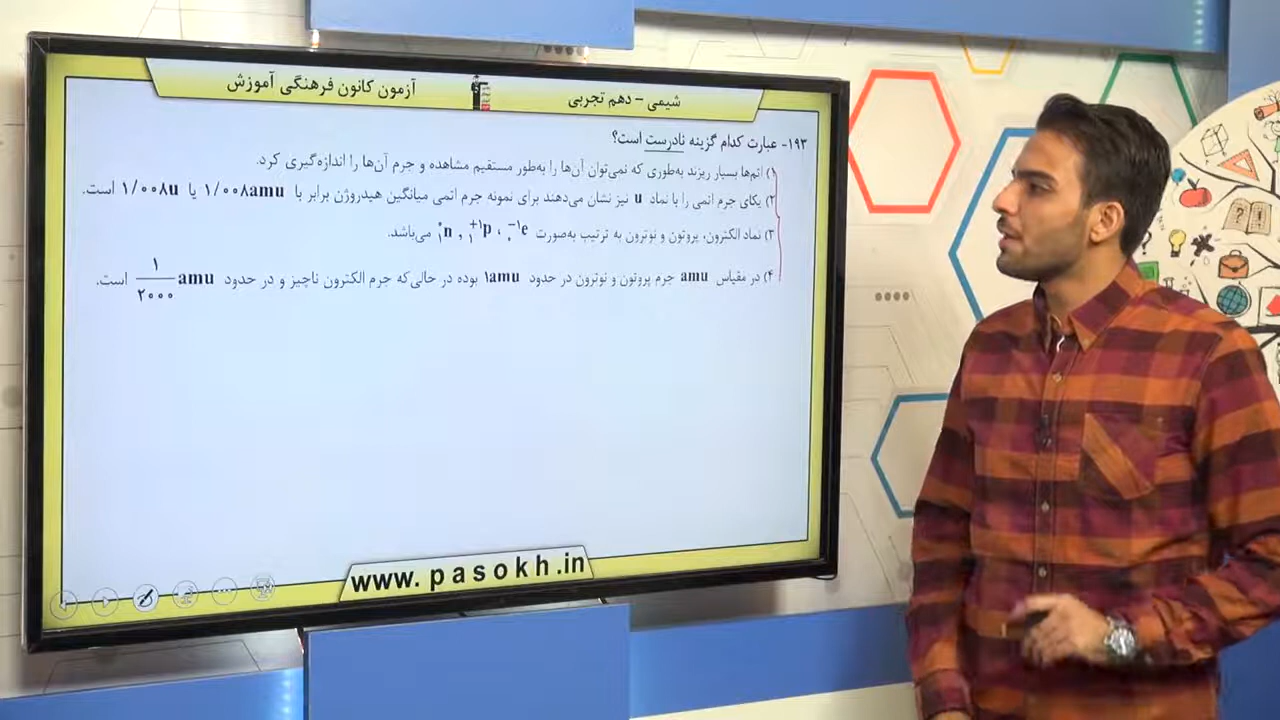 شیمی - دهم تجربی
آزمون کانون فرهنگی آموزش
۱۹۳- عبارت کدام گزینه نادرست است؟
۱) اتم‌ها بسیار ریزند به‌طوری که نمی‌توان آن‌ها را به‌طور مستقیم مشاهده و جرم آن‌ها را اندازه‌گیری کرد.
۲) یکای جرم اتمی را با نماد u نیز نشان می‌دهند برای نمونه جرم اتمی میانگین هیدروژن برابر با ۱/۰۰۸amu یا ۱/۰۰۸u است.
۳) نماد الکترون، پروتون و نوترون به ترتیب به‌صورت ⁻¹₀e ، ⁺¹₁p ، ⁰₁n می‌باشد.
۴) در مقیاس amu جرم پروتون و نوترون در حدود ۱amu بوده در حالی‌که جرم الکترون ناچیز و در حدود ۱/۲۰۰۰ amu است.
www.pasokh.in